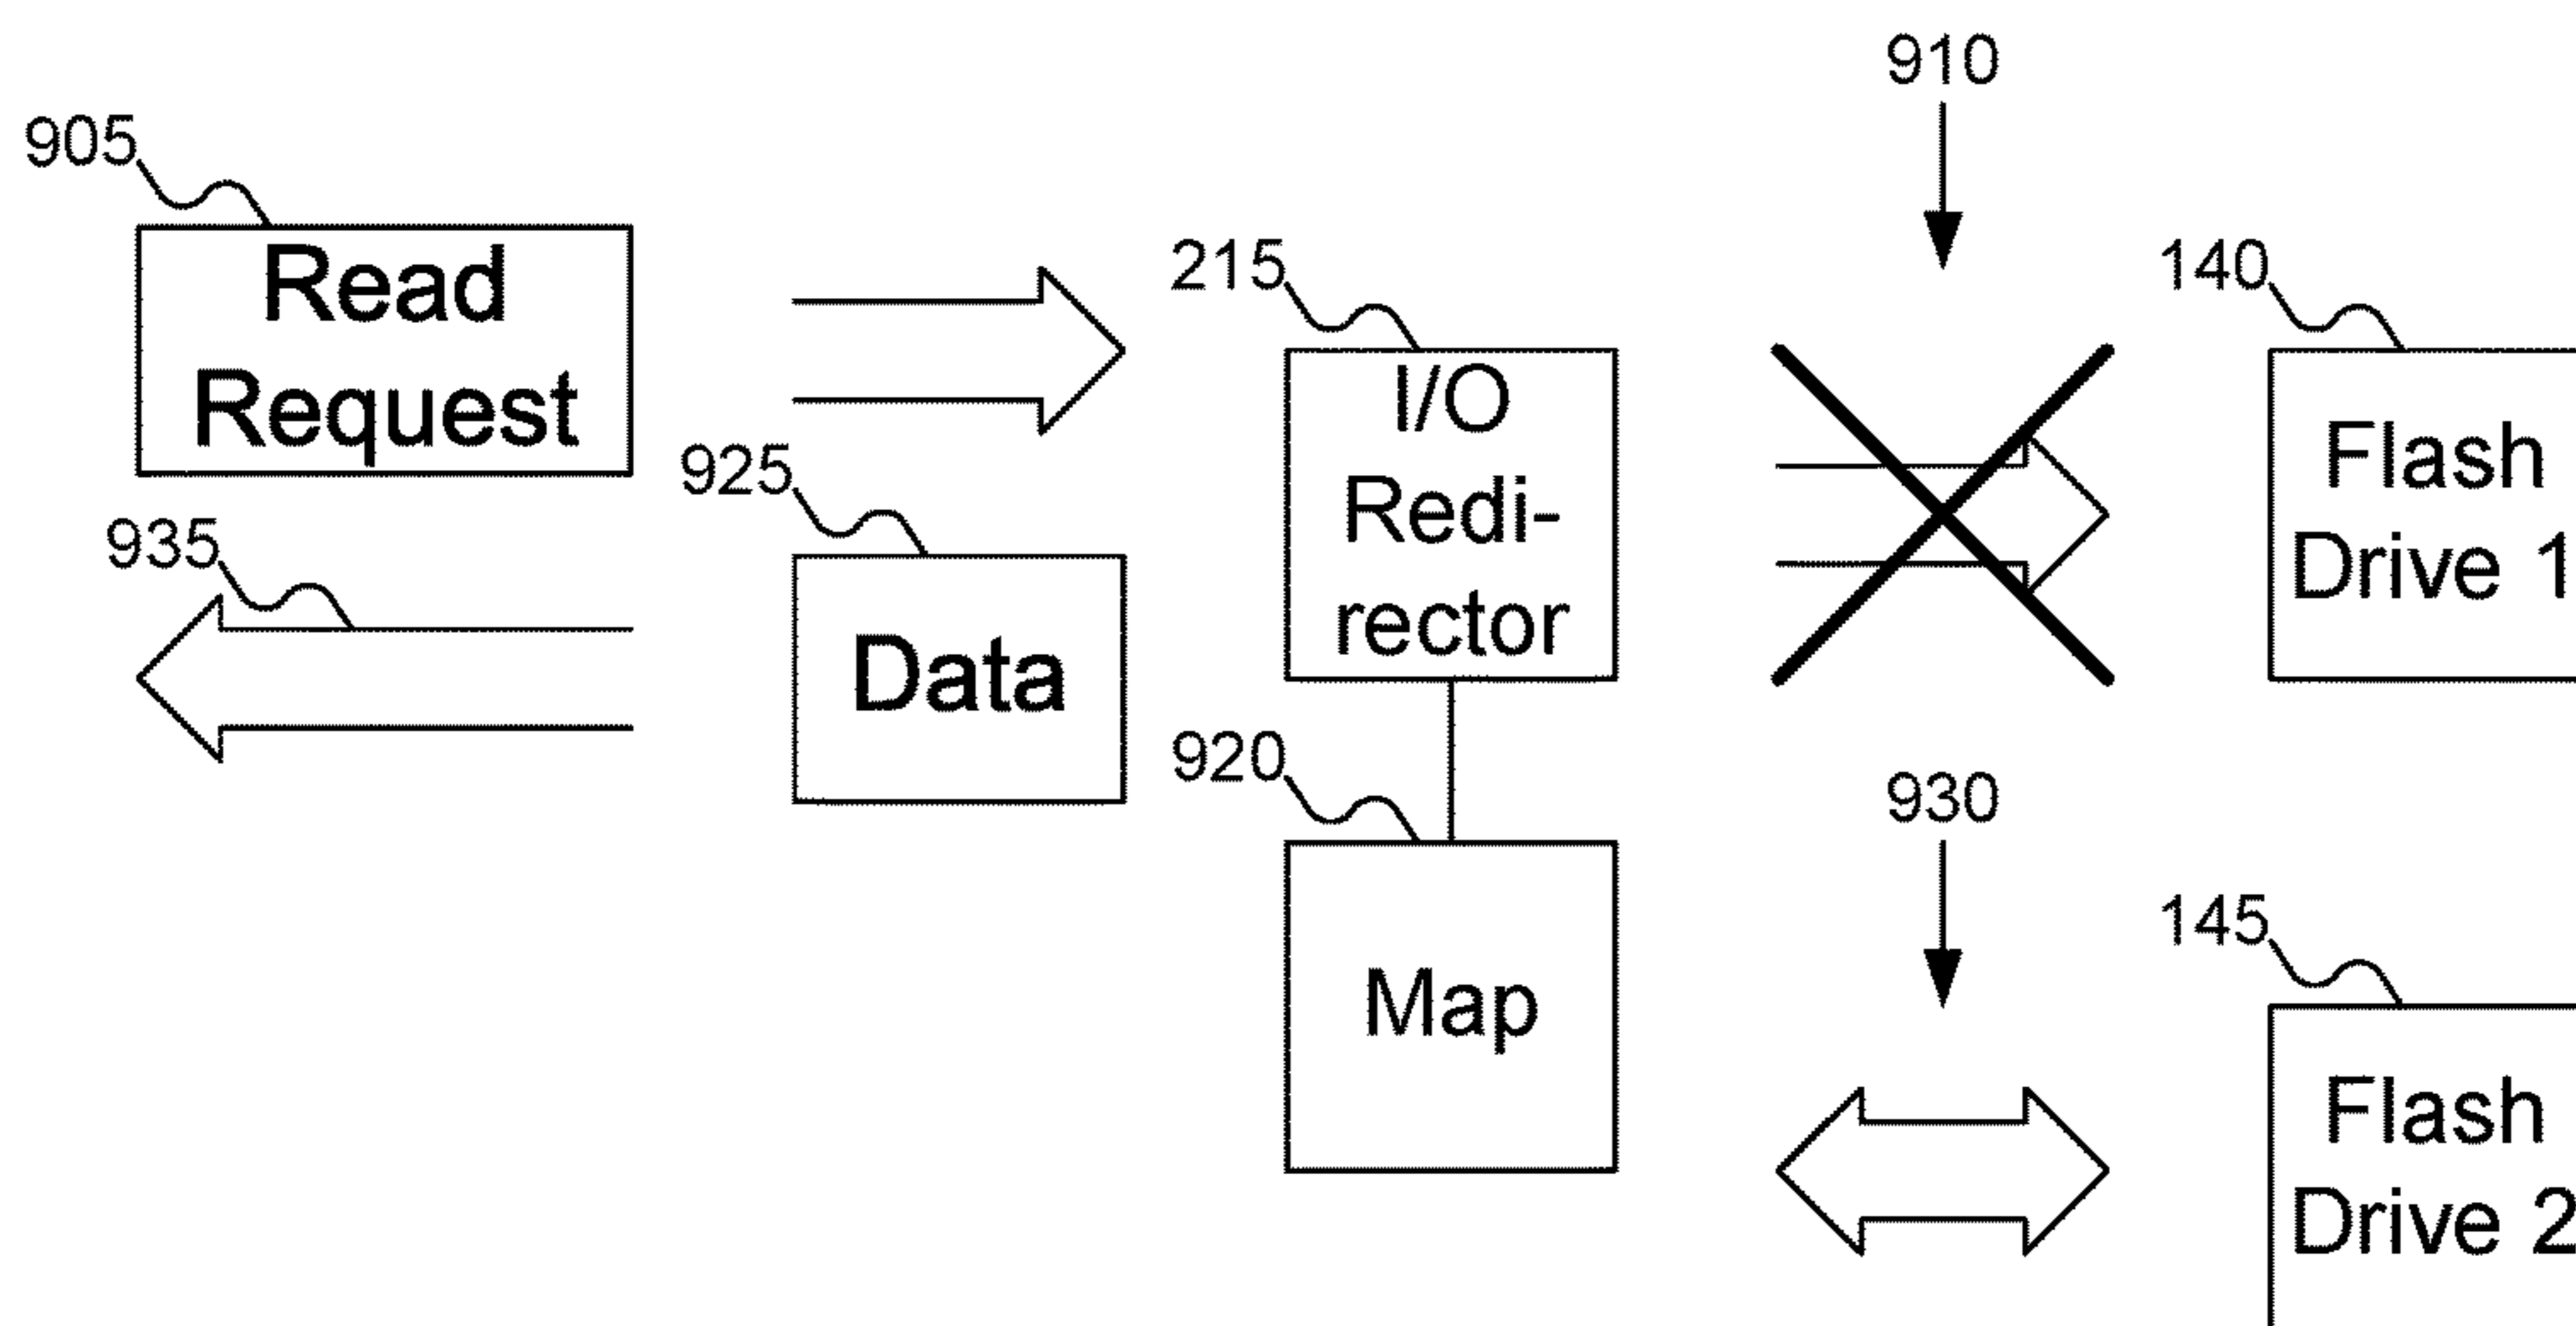 910
905
Read
Request
215
I/O
Redi-
rector
140
Flash
Drive 1
925
Data
935
920
Map
930
145
Flash
Drive 2